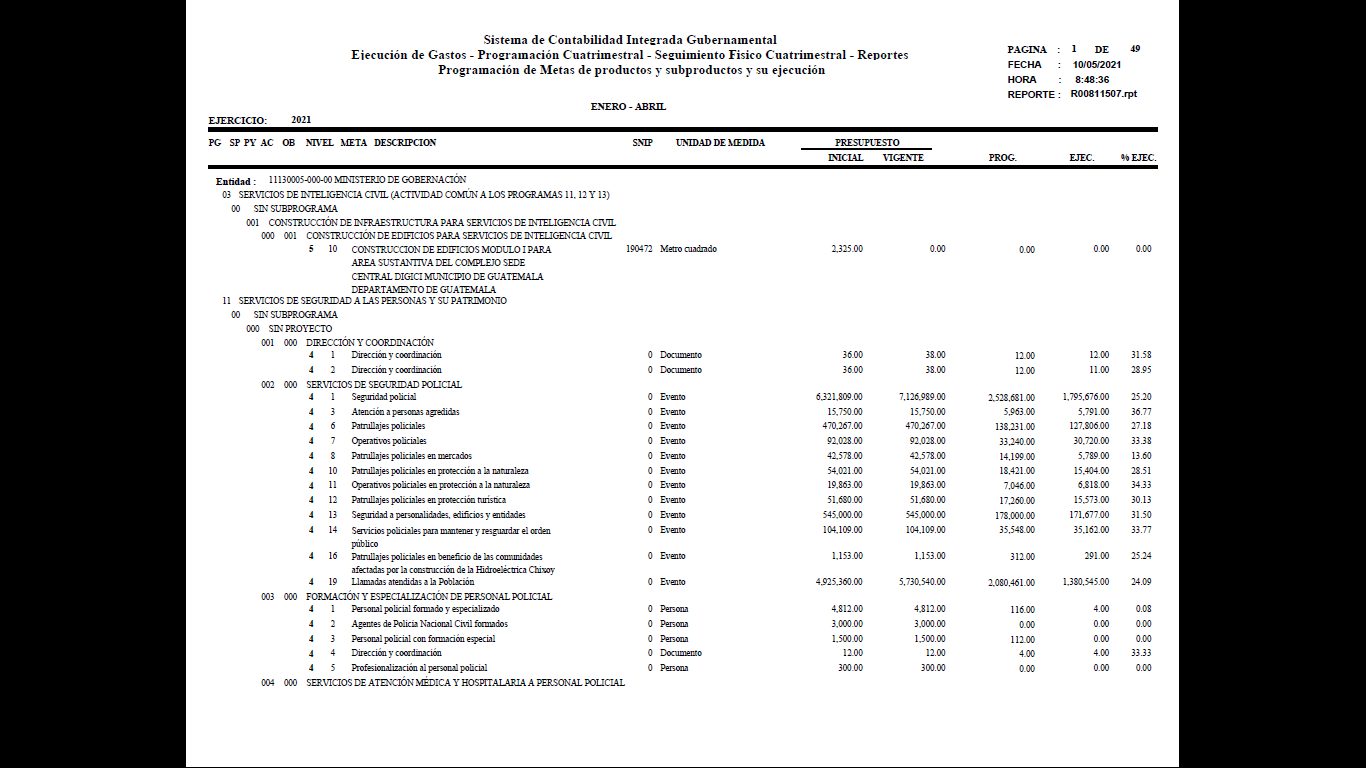 Sistema de Contabilidad Integrada Gubernamental
Ejecución de Gastos - Programación Cuatrimestral - Seguimiento Físico Cuatrimestral - Reportes
Programación de Metas de productos y subproductos y su ejecución
PAGINA : 1 DE 49
FECHA : 10/05/2021
HORA : 8:48:36
REPORTE : R00811507.rpt
ENERO - ABRIL
EJERCICIO: 2021
PG SP PY AC OB NIVEL META DESCRIPCION SNIP UNIDAD DE MEDIDA PRESUPUESTO
INICIAL VIGENTE PROG. EJEC. % EJEC.
Entidad : 11130005-000-00 MINISTERIO DE GOBERNACIÓN
03 SERVICIOS DE INTELIGENCIA CIVIL (ACTIVIDAD COMÚN A LOS PROGRAMAS 11, 12 Y 13)
00 SIN SUBPROGRAMA
001 CONSTRUCCIÓN DE INFRAESTRUCTURA PARA SERVICIOS DE INTELIGENCIA CIVIL
000 001 CONSTRUCCIÓN DE EDIFICIOS PARA SERVICIOS DE INTELIGENCIA CIVIL
5 10 CONSTRUCCION DE EDIFICIOS MODULO I PARA 190472 Metro cuadrado 2,325.00 0.00 0.00 0.00 0.00
AREA SUSTANTIVA DEL COMPLEJO SEDE
CENTRAL DIGICI MUNICIPIO DE GUATEMALA
DEPARTAMENTO DE GUATEMALA
11 SERVICIOS DE SEGURIDAD A LAS PERSONAS Y SU PATRIMONIO
00 SIN SUBPROGRAMA
000 SIN PROYECTO
001 000 DIRECCIÓN Y COORDINACIÓN
4 1 Dirección y coordinación 0 Documento 36.00 38.00 12.00 12.00 31.58
4 2 Dirección y coordinación 0 Documento 36.00 38.00 12.00 11.00 28.95
002 000 SERVICIOS DE SEGURIDAD POLICIAL
4 1 Seguridad policial 0 Evento 6,321,809.00 7,126,989.00 2,528,681.00 1,795,676.00 25.20
4 3 Atención a personas agredidas 0 Evento 15,750.00 15,750.00 5,963.00 5,791.00 36.77
4 6 Patrullajes policiales 0 Evento 470,267.00 470,267.00 138,231.00 127,806.00 27.18
4 7 Operativos policiales 0 Evento 92,028.00 92,028.00 33,240.00 30,720.00 33.38
4 8 Patrullajes policiales en mercados 0 Evento 42,578.00 42,578.00 14,199.00 5,789.00 13.60
4 10 Patrullajes policiales en protección a la naturaleza 0 Evento 54,021.00 54,021.00 18,421.00 15,404.00 28.51
4 11 Operativos policiales en protección a la naturaleza 0 Evento 19,863.00 19,863.00 7,046.00 6,818.00 34.33
4 12 Patrullajes policiales en protección turística 0 Evento 51,680.00 51,680.00 17,260.00 15,573.00 30.13
4 13 Seguridad a personalidades, edificios y entidades 0 Evento 545,000.00 545,000.00 178,000.00 171,677.00 31.50
4 14 Servicios policiales para mantener y resguardar el orden 0 Evento 104,109.00 104,109.00 35,548.00 35,162.00 33.77
público
4 16 Patrullajes policiales en beneficio de las comunidades 0 Evento 1,153.00 1,153.00 312.00 291.00 25.24
afectadas por la construcción de la Hidroeléctrica Chixoy
4 19 Llamadas atendidas a la Población 0 Evento 4,925,360.00 5,730,540.00 2,080,461.00 1,380,545.00 24.09
003 000 FORMACIÓN Y ESPECIALIZACIÓN DE PERSONAL POLICIAL
4 1 Personal policial formado y especializado 0 Persona 4,812.00 4,812.00 116.00 4.00 0.08
4 2 Agentes de Policía Nacional Civil formados 0 Persona 3,000.00 3,000.00 0.00 0.00 0.00
4 3 Personal policial con formación especial 0 Persona 1,500.00 1,500.00 112.00 0.00 0.00
4 4 Dirección y coordinación 0 Documento 12.00 12.00 4.00 4.00 33.33
4 5 Profesionalización al personal policial 0 Persona 300.00 300.00 0.00 0.00 0.00
004 000 SERVICIOS DE ATENCIÓN MÉDICA Y HOSPITALARIA A PERSONAL POLICIAL